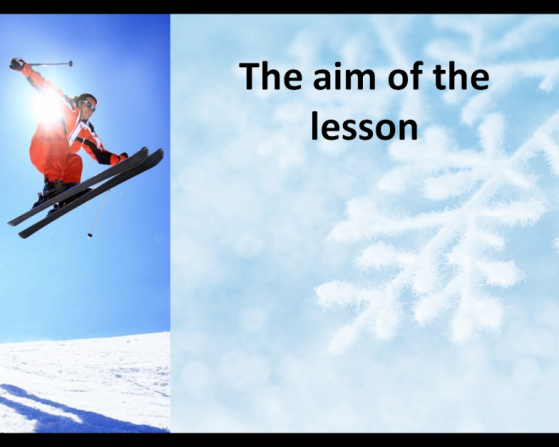 The aim of the
lesson